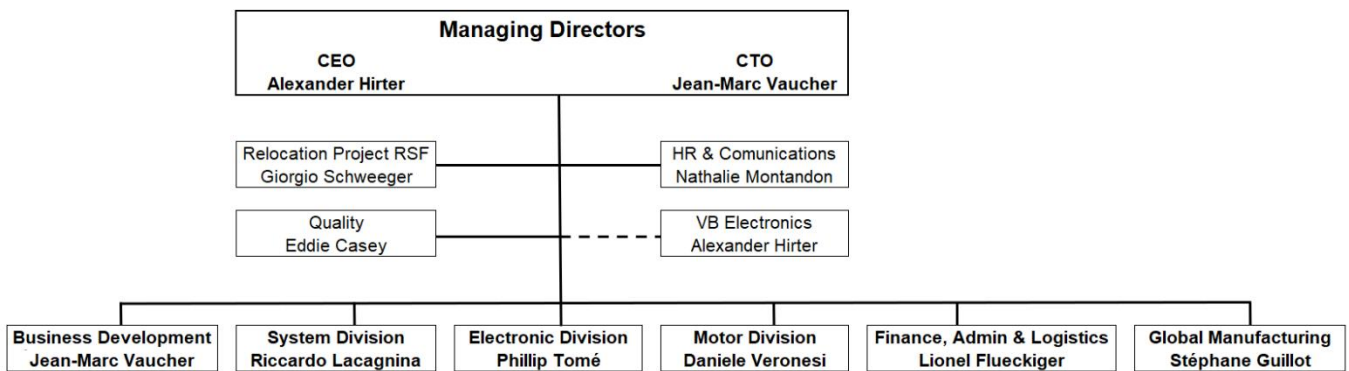 Managing Directors
CEO
Alexander Hirter
CTO
Jean-Marc Vaucher
Relocation Project RSF
Giorgio Schweeger
HR & Comunications
Nathalie Montandon
Quality
Eddie Casey
VB Electronics
Alexander Hirter
Business Development
Jean-Marc Vaucher
System Division
Riccardo Lacagnina
Electronic Division
Phillip Tomé
Motor Division
Daniele Veronesi
Finance, Admin & Logistics
Lionel Flueckiger
Global Manufacturing
Stéphane Guillot